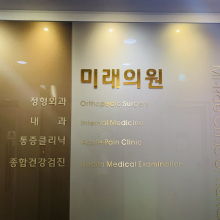 미래의원
정형외과
Orthopedic Surgery
내 과
Internal Medicine
통증클리닉
Pain Clinic
종합건강검진
Medical Examination